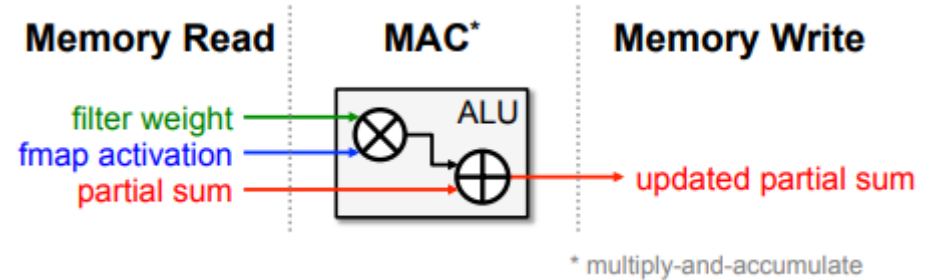 Memory Read
MAC*
Memory Write
ALU
filter weight
fmap activation
partial sum
updated partial sum
* multiply-and-accumulate